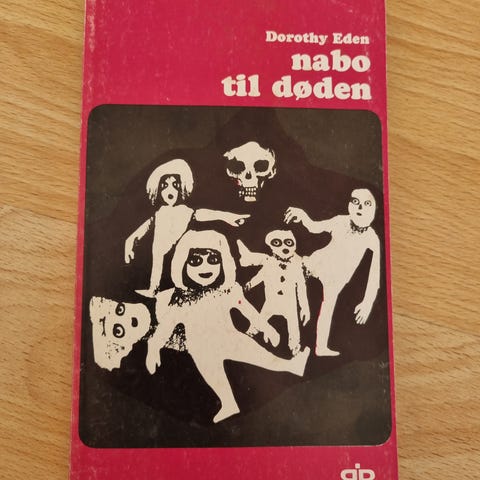 Dorothy Eden
nabo
til døden